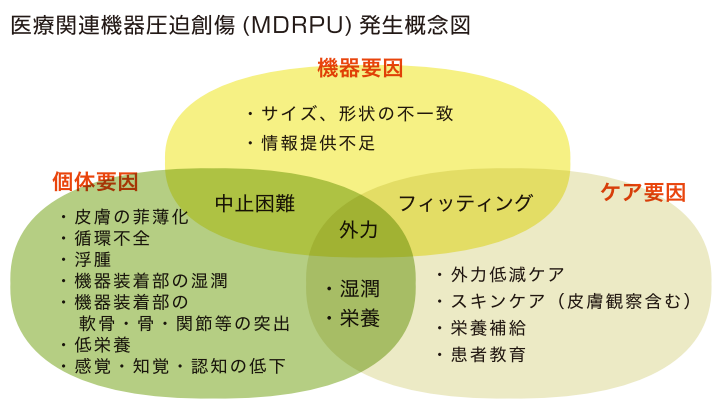 医療関連機器圧迫創傷 (MDRPU) 発生概念図
機器要因
・サイズ、形状の不一致
・情報提供不足
個体要因
・皮膚の菲薄化
・循環不全
・浮腫
・機器装着部の湿潤
・機器装着部の
軟骨・骨・関節等の突出
・低栄養
・感覚・知覚・認知の低下
中止困難
フィッティング
外力
・湿潤
・栄養
ケア要因
・外力低減ケア
・スキンケア（皮膚観察含む）
・栄養補給
・患者教育